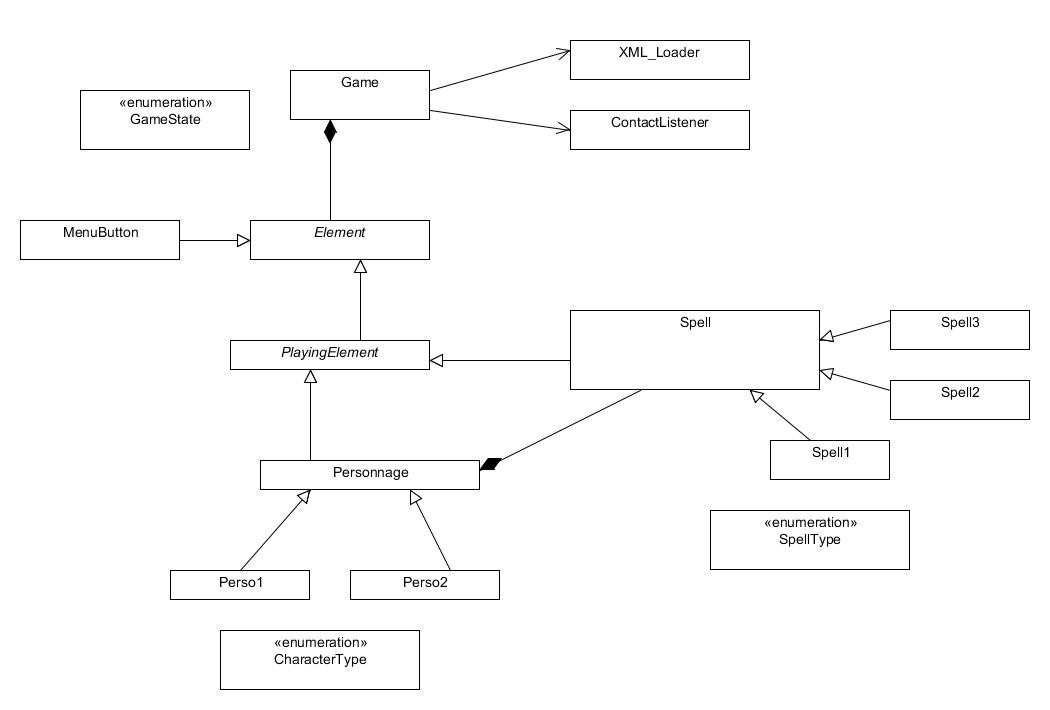 XML_Loader
Game
«enumeration»
GameState
ContactListener
MenuButton
Element
Spell
Spell3
PlayingElement
Spell2
Spell1
Personnage
«enumeration»
SpellType
Perso1
Perso2
«enumeration»
CharacterType